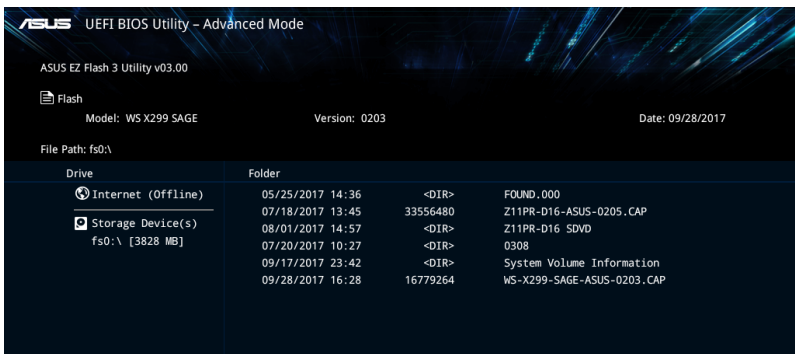 ASUS UEFI BIOS Utility – Advanced Mode
ASUS EZ Flash 3 Utility v03.00
Flash
Model: WS X299 SAGE Version: 0203 Date: 09/28/2017
File Path: fs0:\
Drive Folder
Internet (Offline) 05/25/2017 14:36 <DIR> FOUND.000
07/18/2017 13:45 33556480 Z11PR-D16-ASUS-0205.CAP
Storage Device(s) 08/01/2017 14:57 <DIR> Z11PR-D16 SDVD
fs0:\ [3828 MB] 07/20/2017 10:27 <DIR> 0308
09/17/2017 23:42 <DIR> System Volume Information
09/28/2017 16:28 16779264 WS-X299-SAGE-ASUS-0203.CAP